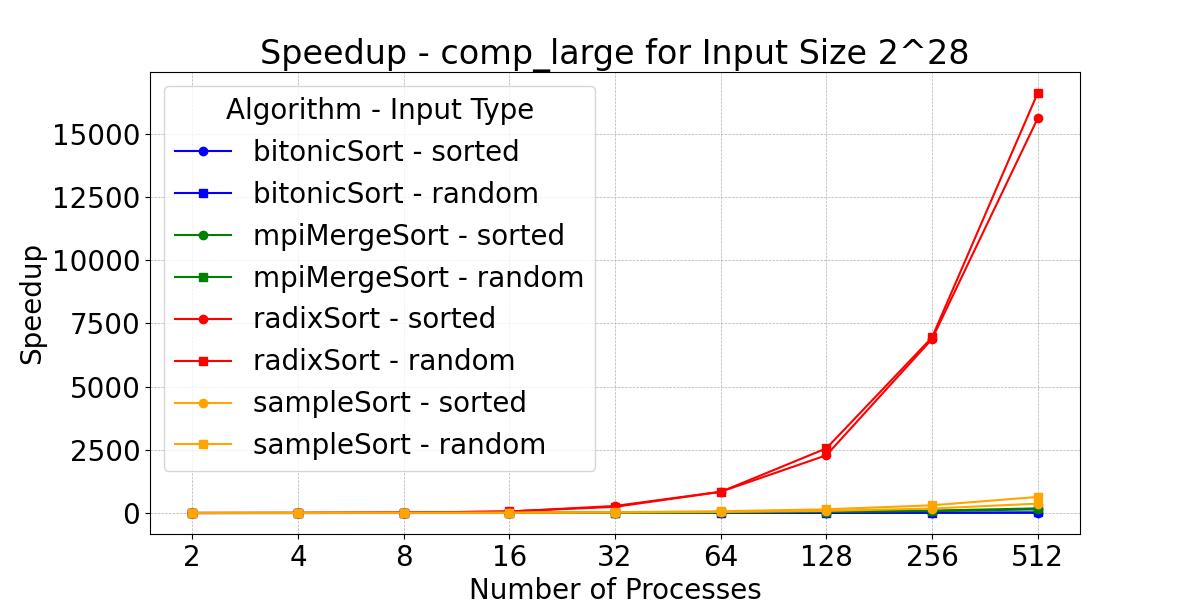 Speedup - comp_large for Input Size 2^28
Algorithm - Input Type
bitonicSort - sorted
bitonicSort - random
mpiMergeSort - sorted
mpiMergeSort - random
radixSort - sorted
radixSort - random
sampleSort - sorted
sampleSort - random
Speedup
15000
12500
10000
7500
5000
2500
0
2 4 8 16 32 64 128 256 512
Number of Processes